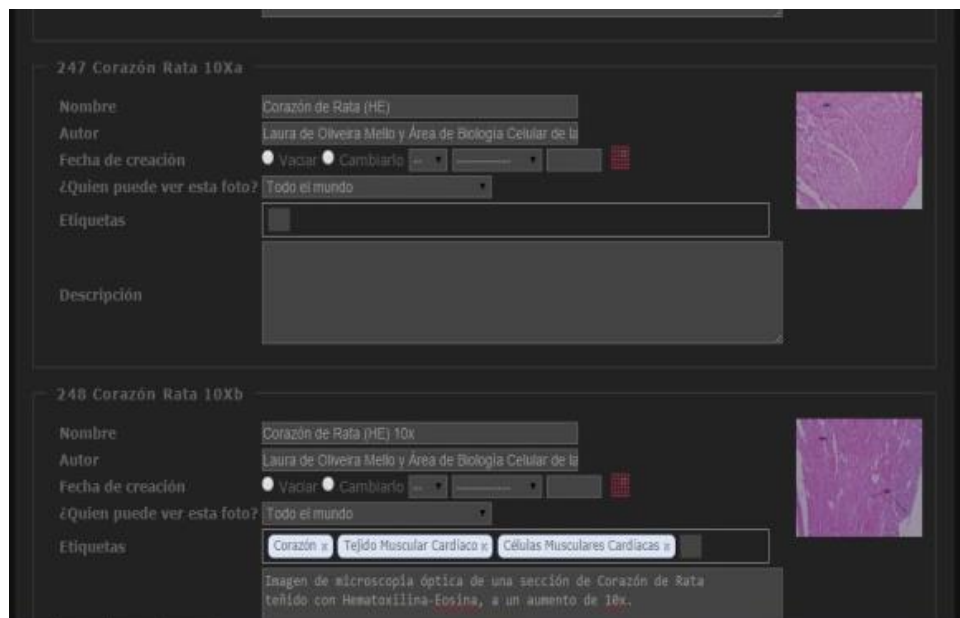 247 Corazón Rata 10Xa
Nombre Corazón de Rata (HE)
Autor Laura de Oliveira Mello y Área de Biología Celular de la
Fecha de creación Vaciar Cambiarlo -- ------------
¿Quien puede ver esta foto? Todo el mundo
Etiquetas
Descripción
248 Corazón Rata 10Xb
Nombre Corazón de Rata (HE) 10x
Autor Laura de Oliveira Mello y Área de Biología Celular de la
Fecha de creación Vaciar Cambiarlo -- ------------
¿Quien puede ver esta foto? Todo el mundo
Etiquetas Corazón x Tejido Muscular Cardíaco x Células Musculares Cardíacas x
Imagen de microscopía óptica de una sección de Corazón de Rata
teñido con Hematoxilina-Eosina, a un aumento de 10x.